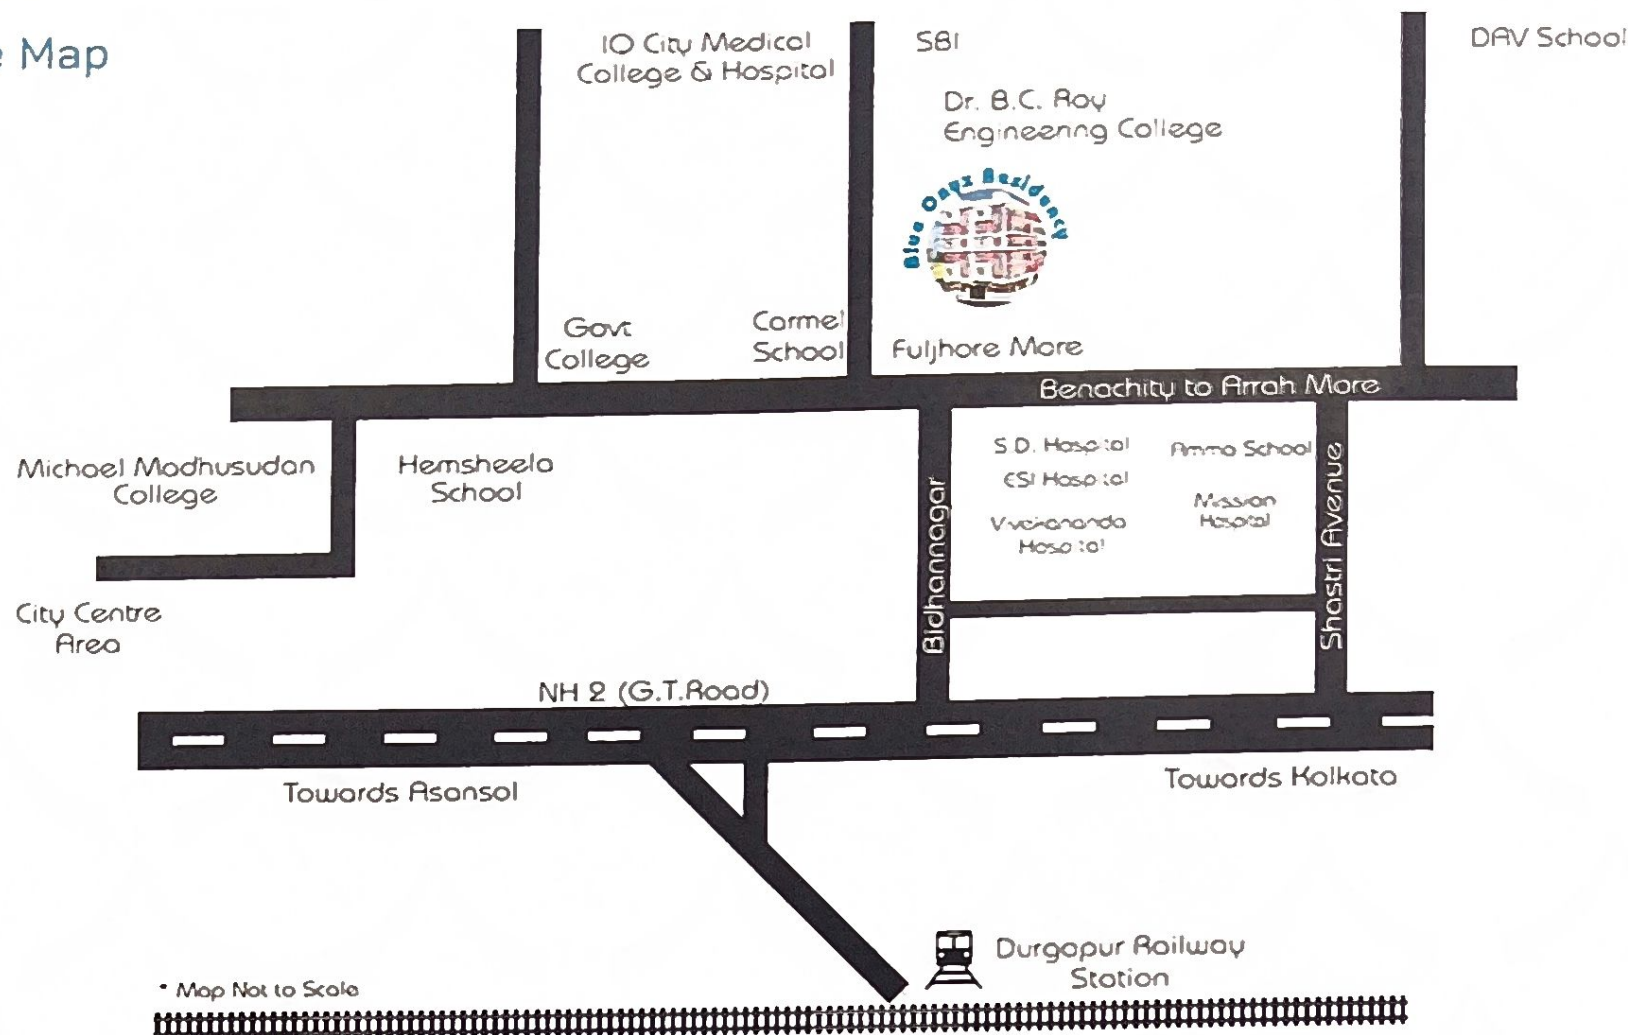 Map
IQ City Medical
College & Hospital
SBI
DAV School
Dr. B.C. Roy
Engineering College
Blue Onyx Residency
Govt
College
Carmel
School
Fuljhore More
Benachity to Arrah More
Michael Madhusudan
College
Hemsheela
School
S.D. Hospital
ESI Hospital
Vivekananda
Hospital
Amma School
Mission
Hospital
Bidhannagar
Shastri Avenue
City Centre
Area
NH 2 (G.T.Road)
Towards Asansol
Towards Kolkata
Durgapur Railway
Station
* Map Not to Scale